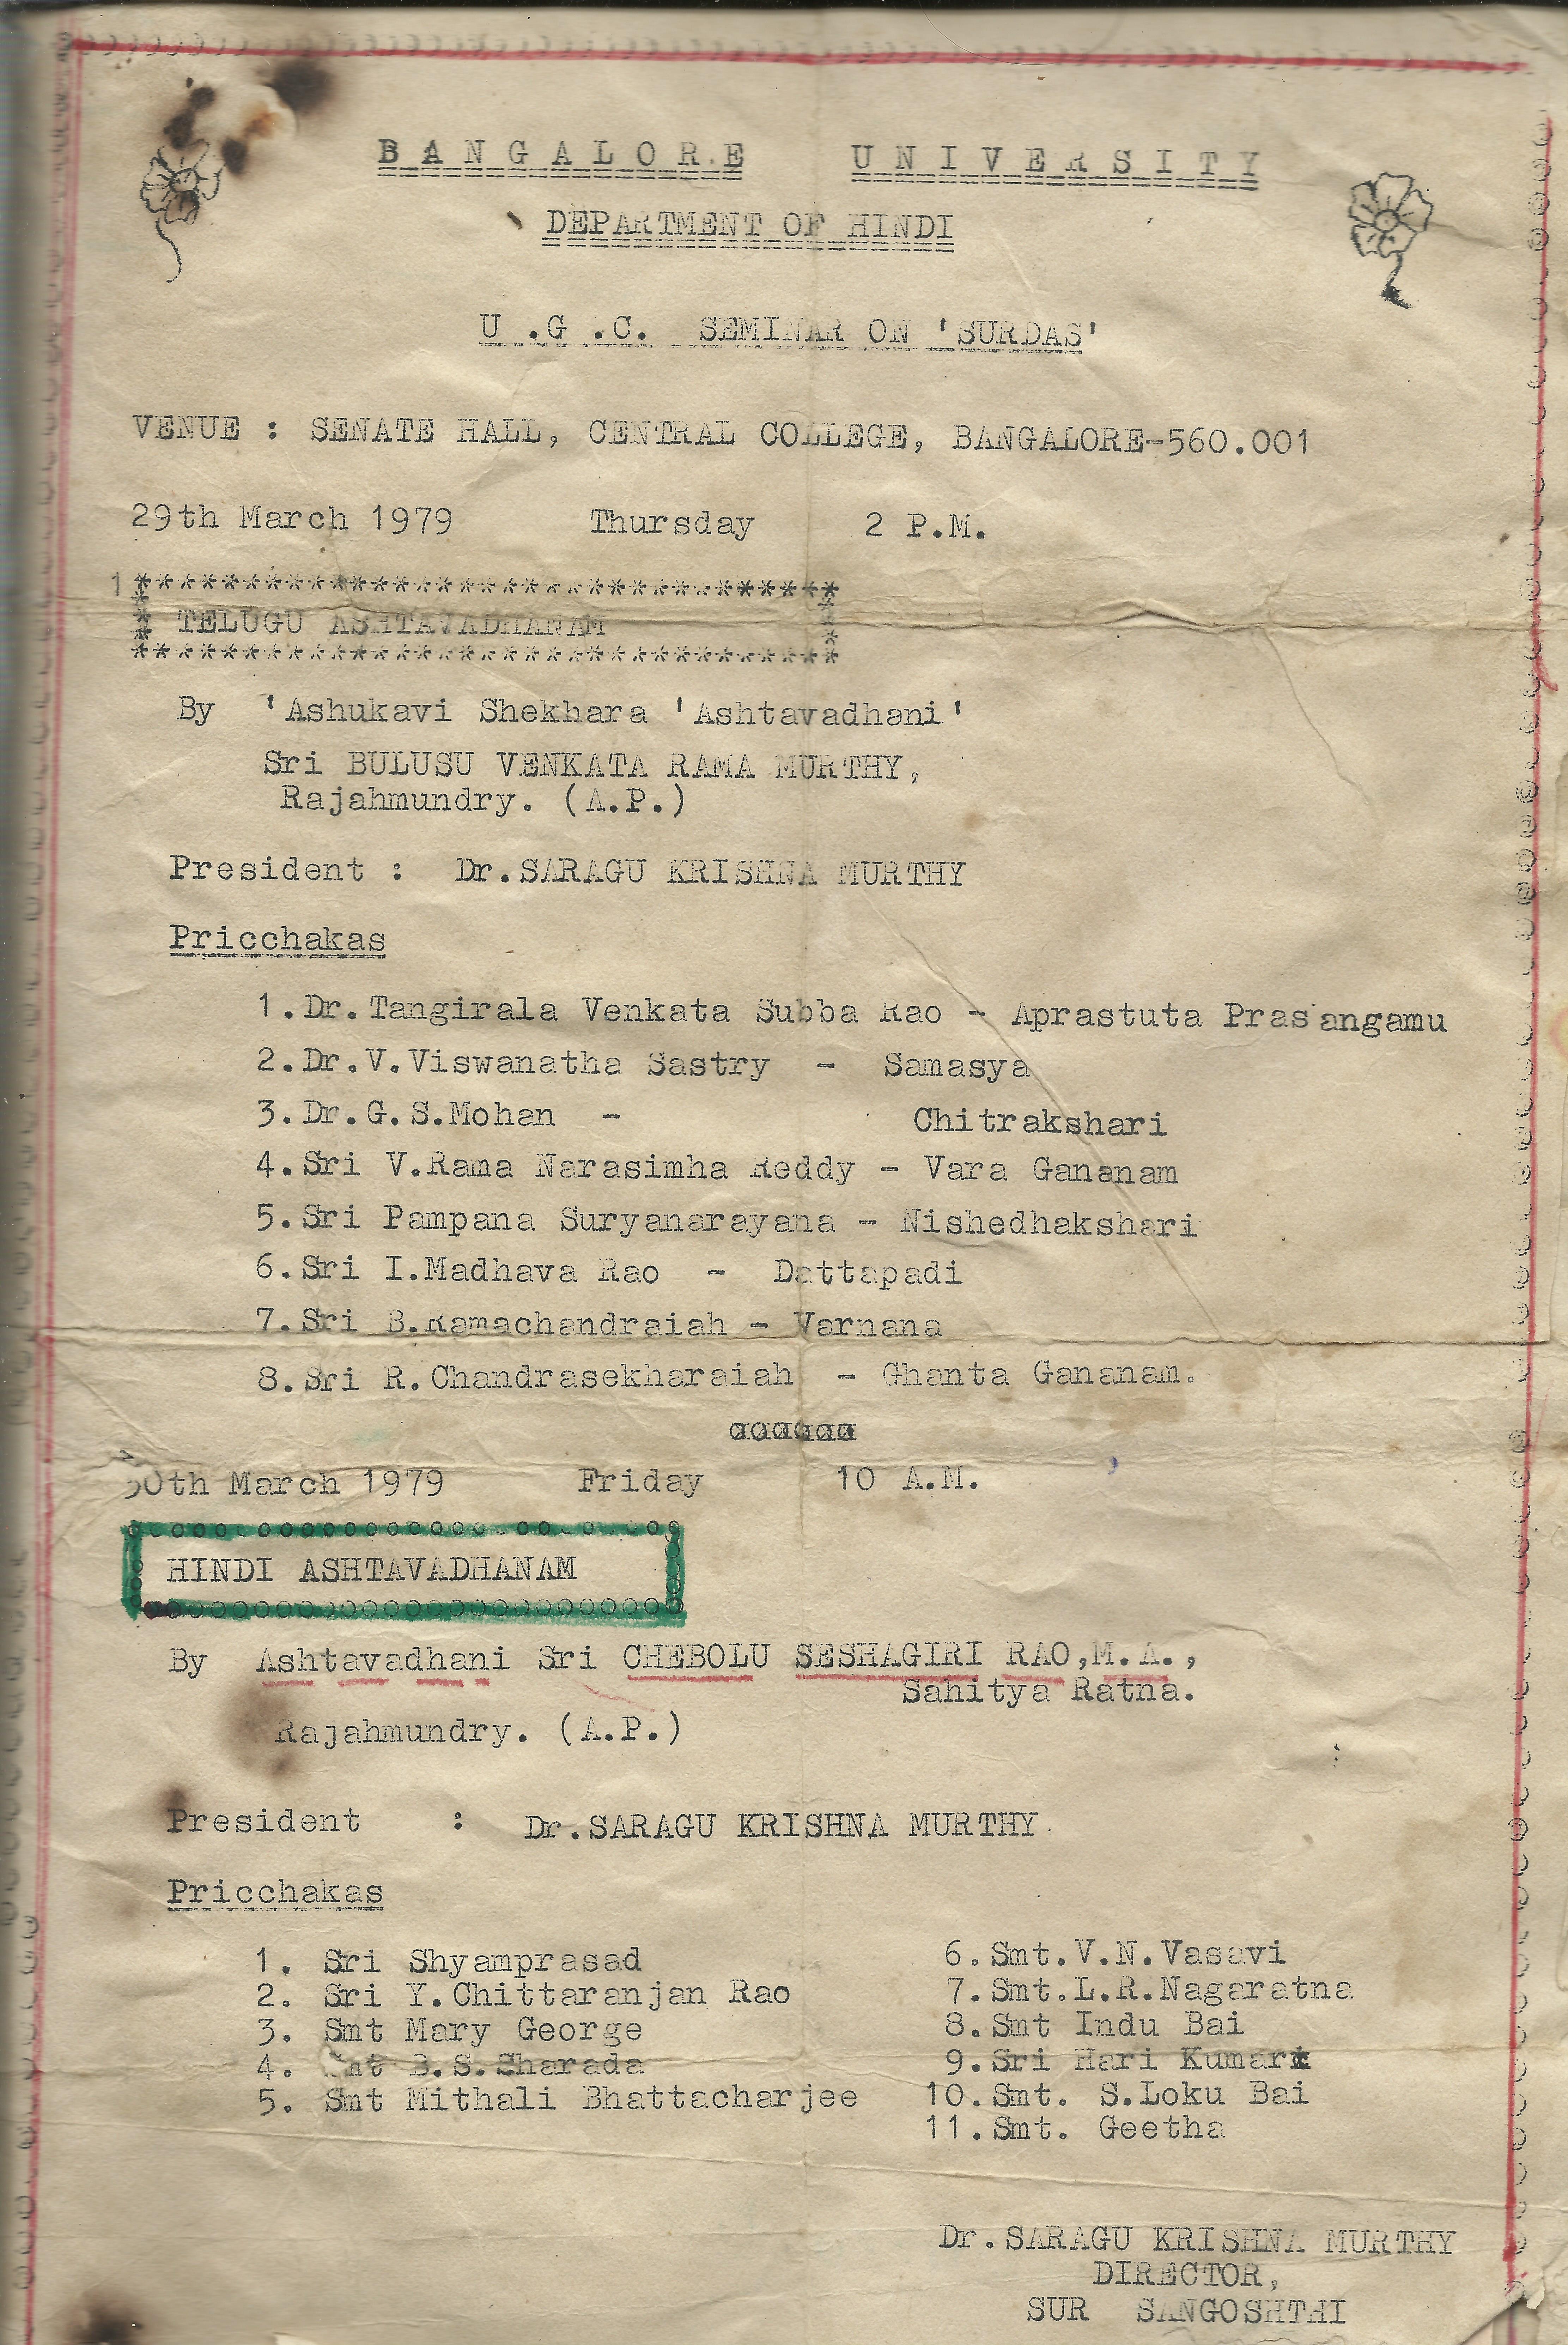 BANGALORE UNIVERSITY
DEPARTMENT OF HINDI
U .G .C. SEMINAR ON 'SURDAS'
VENUE : SENATE HALL, CENTRAL COLLEGE, BANGALORE-560.001
29th March 1979 Thursday 2 P.M.
TELUGU ASHTAVADHANAM
By 'Ashukavi Shekhara 'Ashtavadhani'
Sri BULUSU VENKATA RAMA MURTHY,
Rajahmundry. (A.P.)
President : Dr.SARAGU KRISHNA MURTHY
Pricchakas
1.Dr.Tangirala Venkata Subba Rao - Aprastuta Prasangamu
2.Dr.V.Viswanatha Sastry - Samasya
3.Dr.G.S.Mohan - Chitrakshari
4.Sri V.Rama Narasimha Reddy - Vara Gananam
5.Sri Pampana Suryanarayana - Nishedhakshari
6.Sri I.Madhava Rao - Dattapadi
7.Sri B.Ramachandraiah - Varnana
8.Sri R.Chandrasekharaiah - Ghanta Gananam.
30th March 1979 Friday 10 A.M.
HINDI ASHTAVADHANAM
By Ashtavadhani Sri CHEBOLU SESHAGIRI RAO,M.A.,
Sahitya Ratna.
Rajahmundry. (A.P.)
President : Dr.SARAGU KRISHNA MURTHY.
Pricchakas
1. Sri Shyamprasad
2. Sri Y.Chittaranjan Rao
3. Smt Mary George
4. Smt B.S.Sharada
5. Smt Mithali Bhattacharjee
6.Smt.V.N.Vasavi
7.Smt.L.R.Nagaratna
8.Smt Indu Bai
9.Sri Hari Kumar
10.Smt. S.Loku Bai
11.Smt. Geetha
Dr.SARAGU KRISHNA MURTHY
DIRECTOR,
SUR SANGOSHTHI